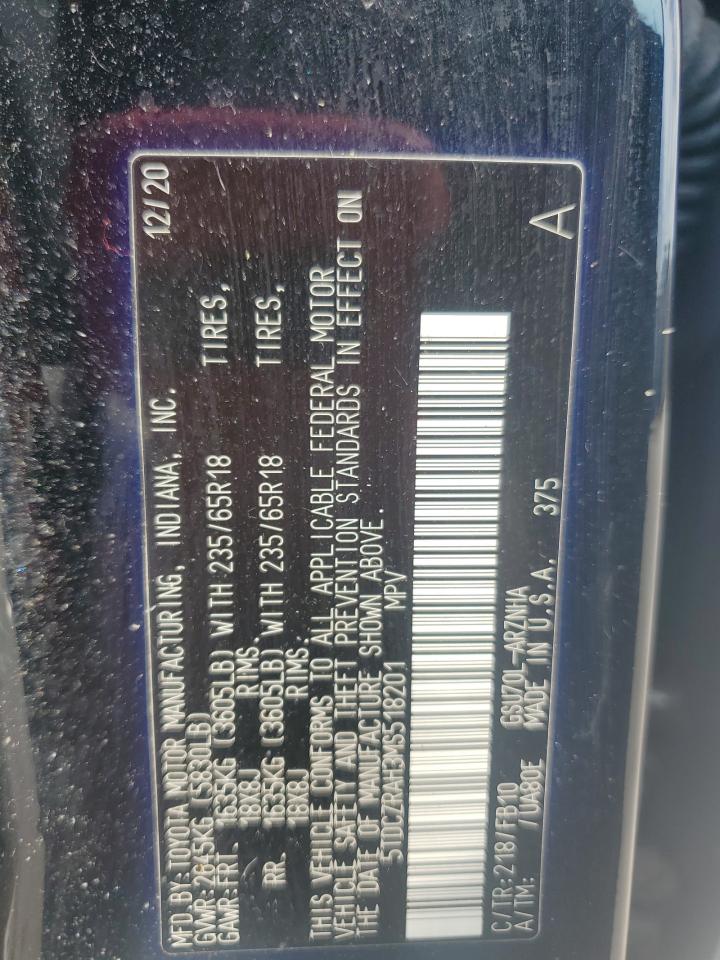 MFD.BY:TOYOTA MOTOR MANUFACTURING, INDIANA, INC. 12/20
GVWR:2645KG (5830LB)
GAWR:FRT. 1635KG (3605LB) WITH 235/65R18 TIRES,
18X8J RIMS.
RR. 1635KG (3605LB) WITH 235/65R18 TIRES,
18X8J RIMS.
THIS VEHICLE CONFORMS TO ALL APPLICABLE FEDERAL MOTOR
VEHICLE SAFETY AND THEFT PREVENTION STANDARDS IN EFFECT ON
THE DATE OF MANUFACTURE SHOWN ABOVE.
5TDCZRAH3MS518201 MPV
C/TR:218/FB10 GSU70L-ARZNHA
A/TM: /UA80E MADE IN U.S.A. 375 A